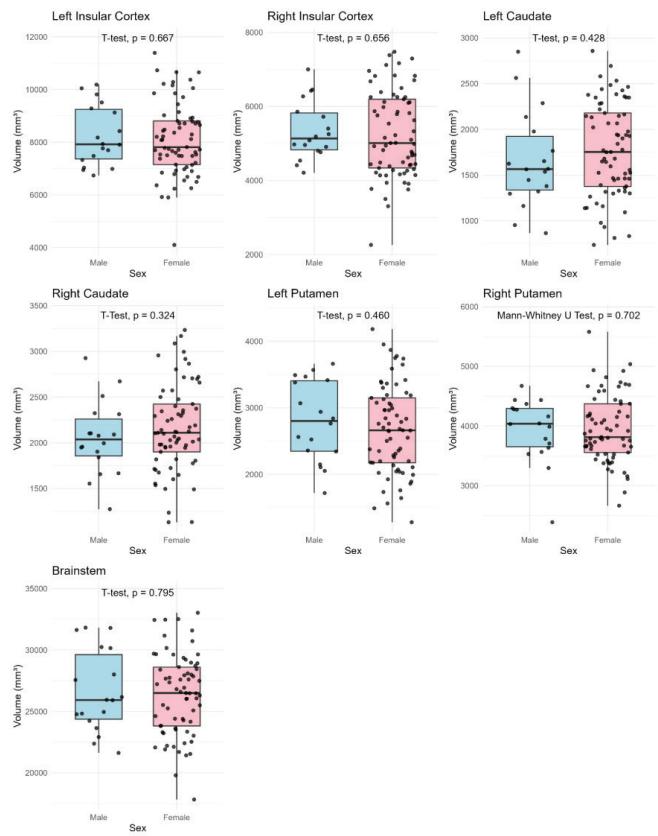 Left Insular Cortex
T-test, p = 0.667
12000
10000
8000
6000
4000
Volume (mm³)
Male
Female
Sex
Right Insular Cortex
T-test, p = 0.656
8000
6000
4000
2000
Volume (mm³)
Male
Female
Sex
Left Caudate
T-test, p = 0.428
3000
2500
2000
1500
1000
Volume (mm³)
Male
Female
Sex
Right Caudate
T-Test, p = 0.324
3500
3000
2500
2000
1500
Volume (mm³)
Male
Female
Sex
Left Putamen
T-test, p = 0.460
4000
3000
2000
Volume (mm³)
Male
Female
Sex
Right Putamen
Mann-Whitney U Test, p = 0.702
6000
5000
4000
3000
Volume (mm³)
Male
Female
Sex
Brainstem
T-test, p = 0.795
35000
30000
25000
20000
Volume (mm³)
Male
Female
Sex